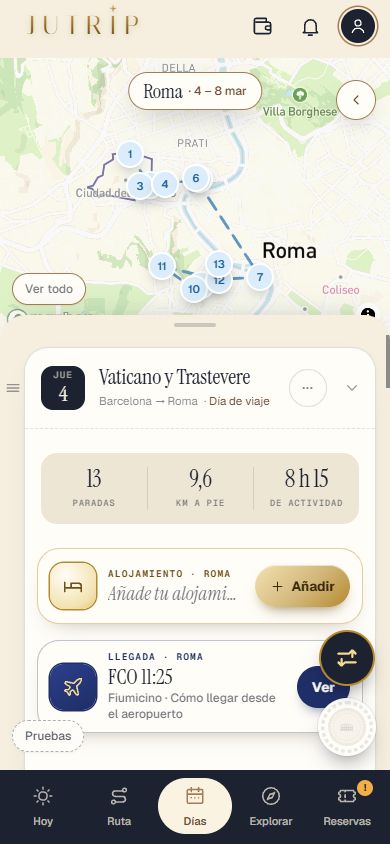 JUTRIP
DELLA
Roma · 4 – 8 mar
Villa Borghese
PRATI
1
3
4
6
Ciudad de
Roma
13
11
12
7
10
Ver todo
Coliseo
JUE
4
Vaticano y Trastevere
Barcelona → Roma · Día de viaje
13
9,6
8 h 15
PARADAS
KM A PIE
DE ACTIVIDAD
ALOJAMIENTO · ROMA
Añade tu alojami...
+ Añadir
LLEGADA · ROMA
FCO 11:25
Fiumicino · Cómo llegar desde
el aeropuerto
Ver
Pruebas
Hoy
Ruta
Días
Explorar
Reservas
!